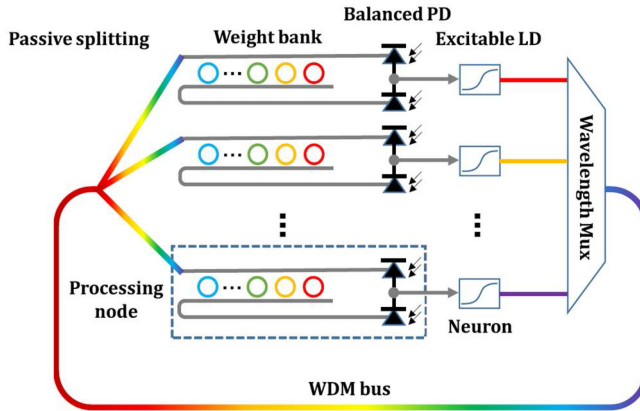 Balanced PD
Passive splitting
Weight bank
Excitable LD
Wavelength Mux
Processing
node
Neuron
WDM bus